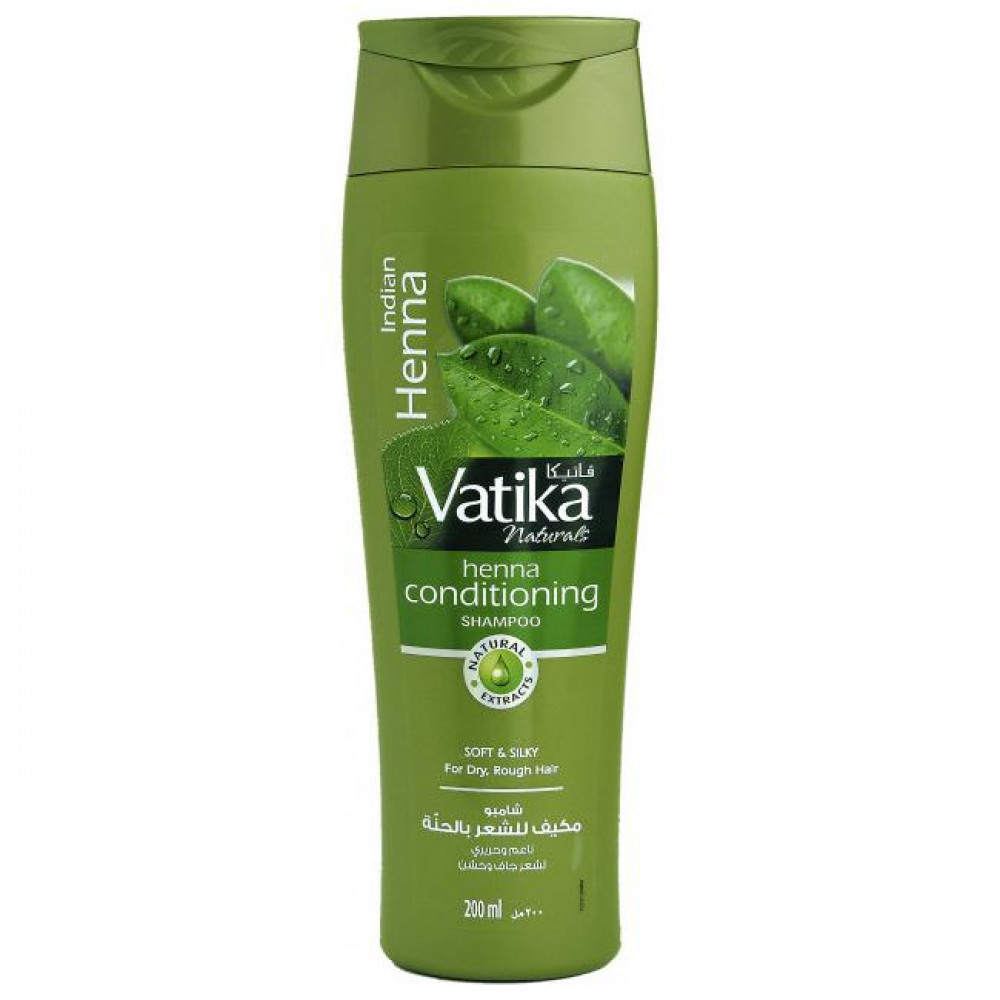 Indian
Henna
فاتيكا
Vatika
Naturals
henna
conditioning
SHAMPOO
NATURAL
EXTRACTS
SOFT & SILKY
For Dry, Rough Hair
شامبو
مكيف للشعر بالحنّة
ناعم وحريري
لشعر جاف وخشن
200 ml ٢٠٠ مل